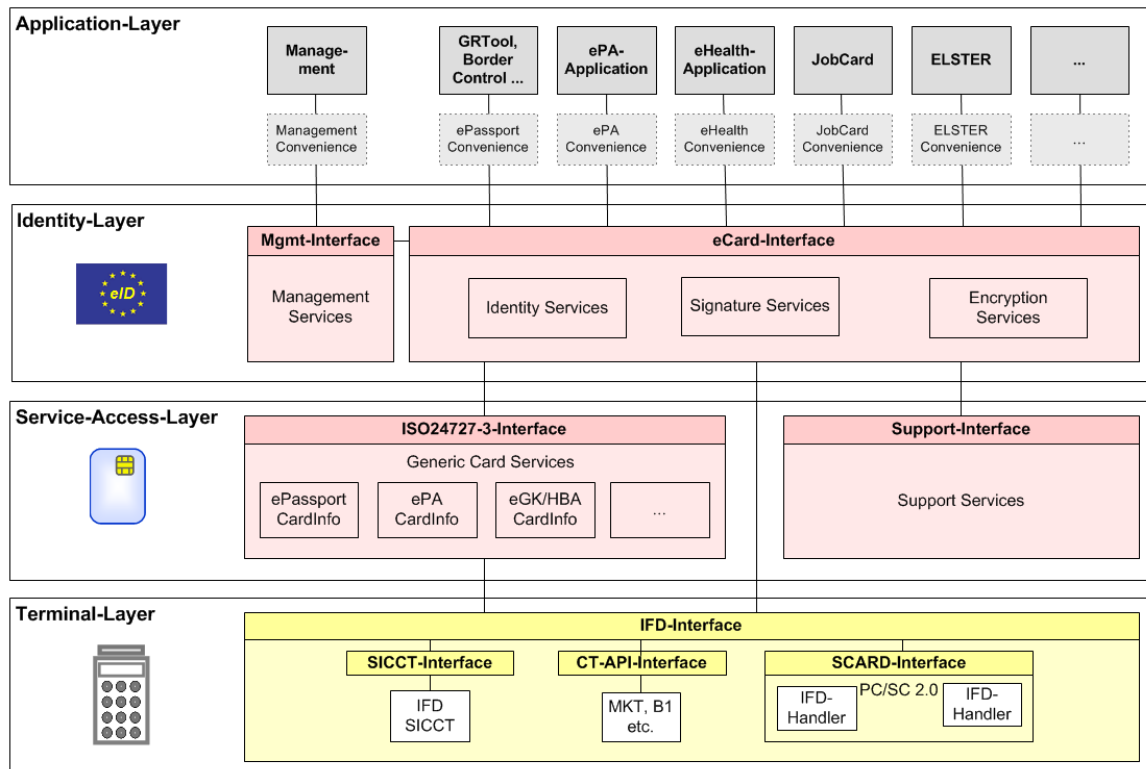 Application-Layer
Manage-
ment
GRTool,
Border
Control ...
ePA-
Application
eHealth-
Application
JobCard
ELSTER
...
Management
Convenience
ePassport
Convenience
ePA
Convenience
eHealth
Convenience
JobCard
Convenience
ELSTER
Convenience
...
Identity-Layer
eID
Mgmt-Interface
Management
Services
eCard-Interface
Identity Services
Signature Services
Encryption
Services
Service-Access-Layer
ISO24727-3-Interface
Generic Card Services
ePassport
CardInfo
ePA
CardInfo
eGK/HBA
CardInfo
...
Support-Interface
Support Services
Terminal-Layer
IFD-Interface
SICCT-Interface
IFD
SICCT
CT-API-Interface
MKT, B1
etc.
SCARD-Interface
PC/SC 2.0
IFD-
Handler
IFD-
Handler